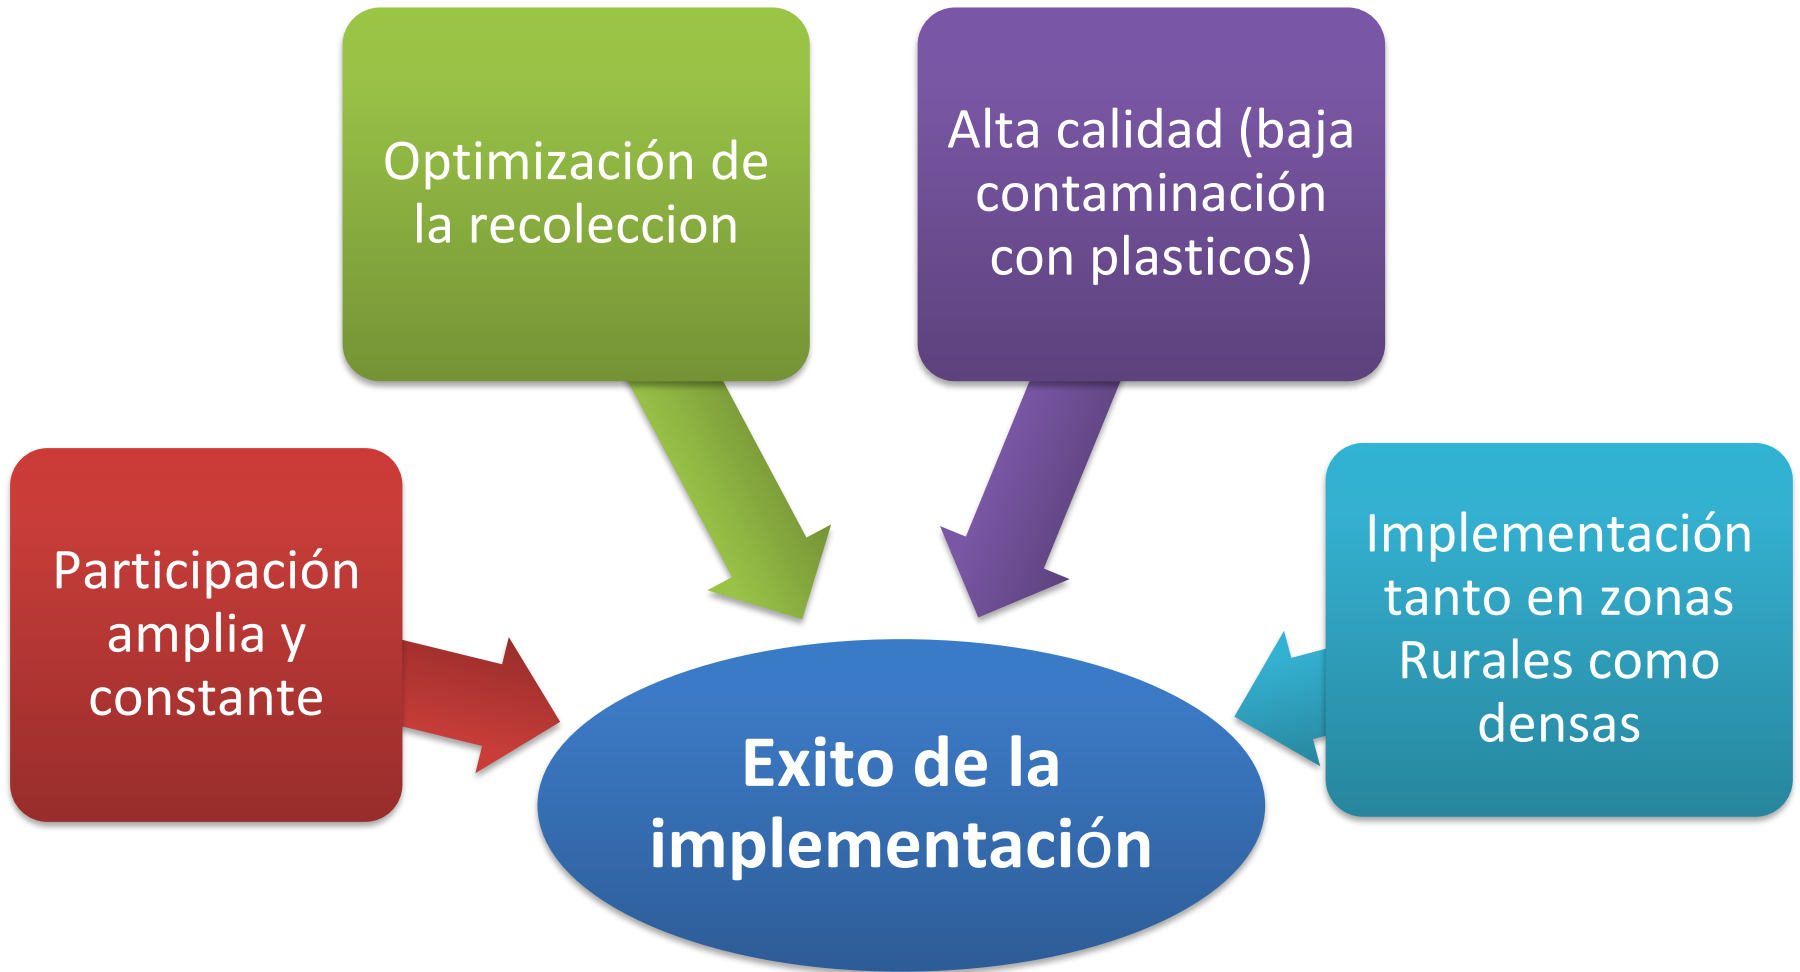 Optimización de
la recoleccion
Alta calidad (baja
contaminación
con plasticos)
Participación
amplia y
constante
Implementación
tanto en zonas
Rurales como
densas
Exito de la
implementación